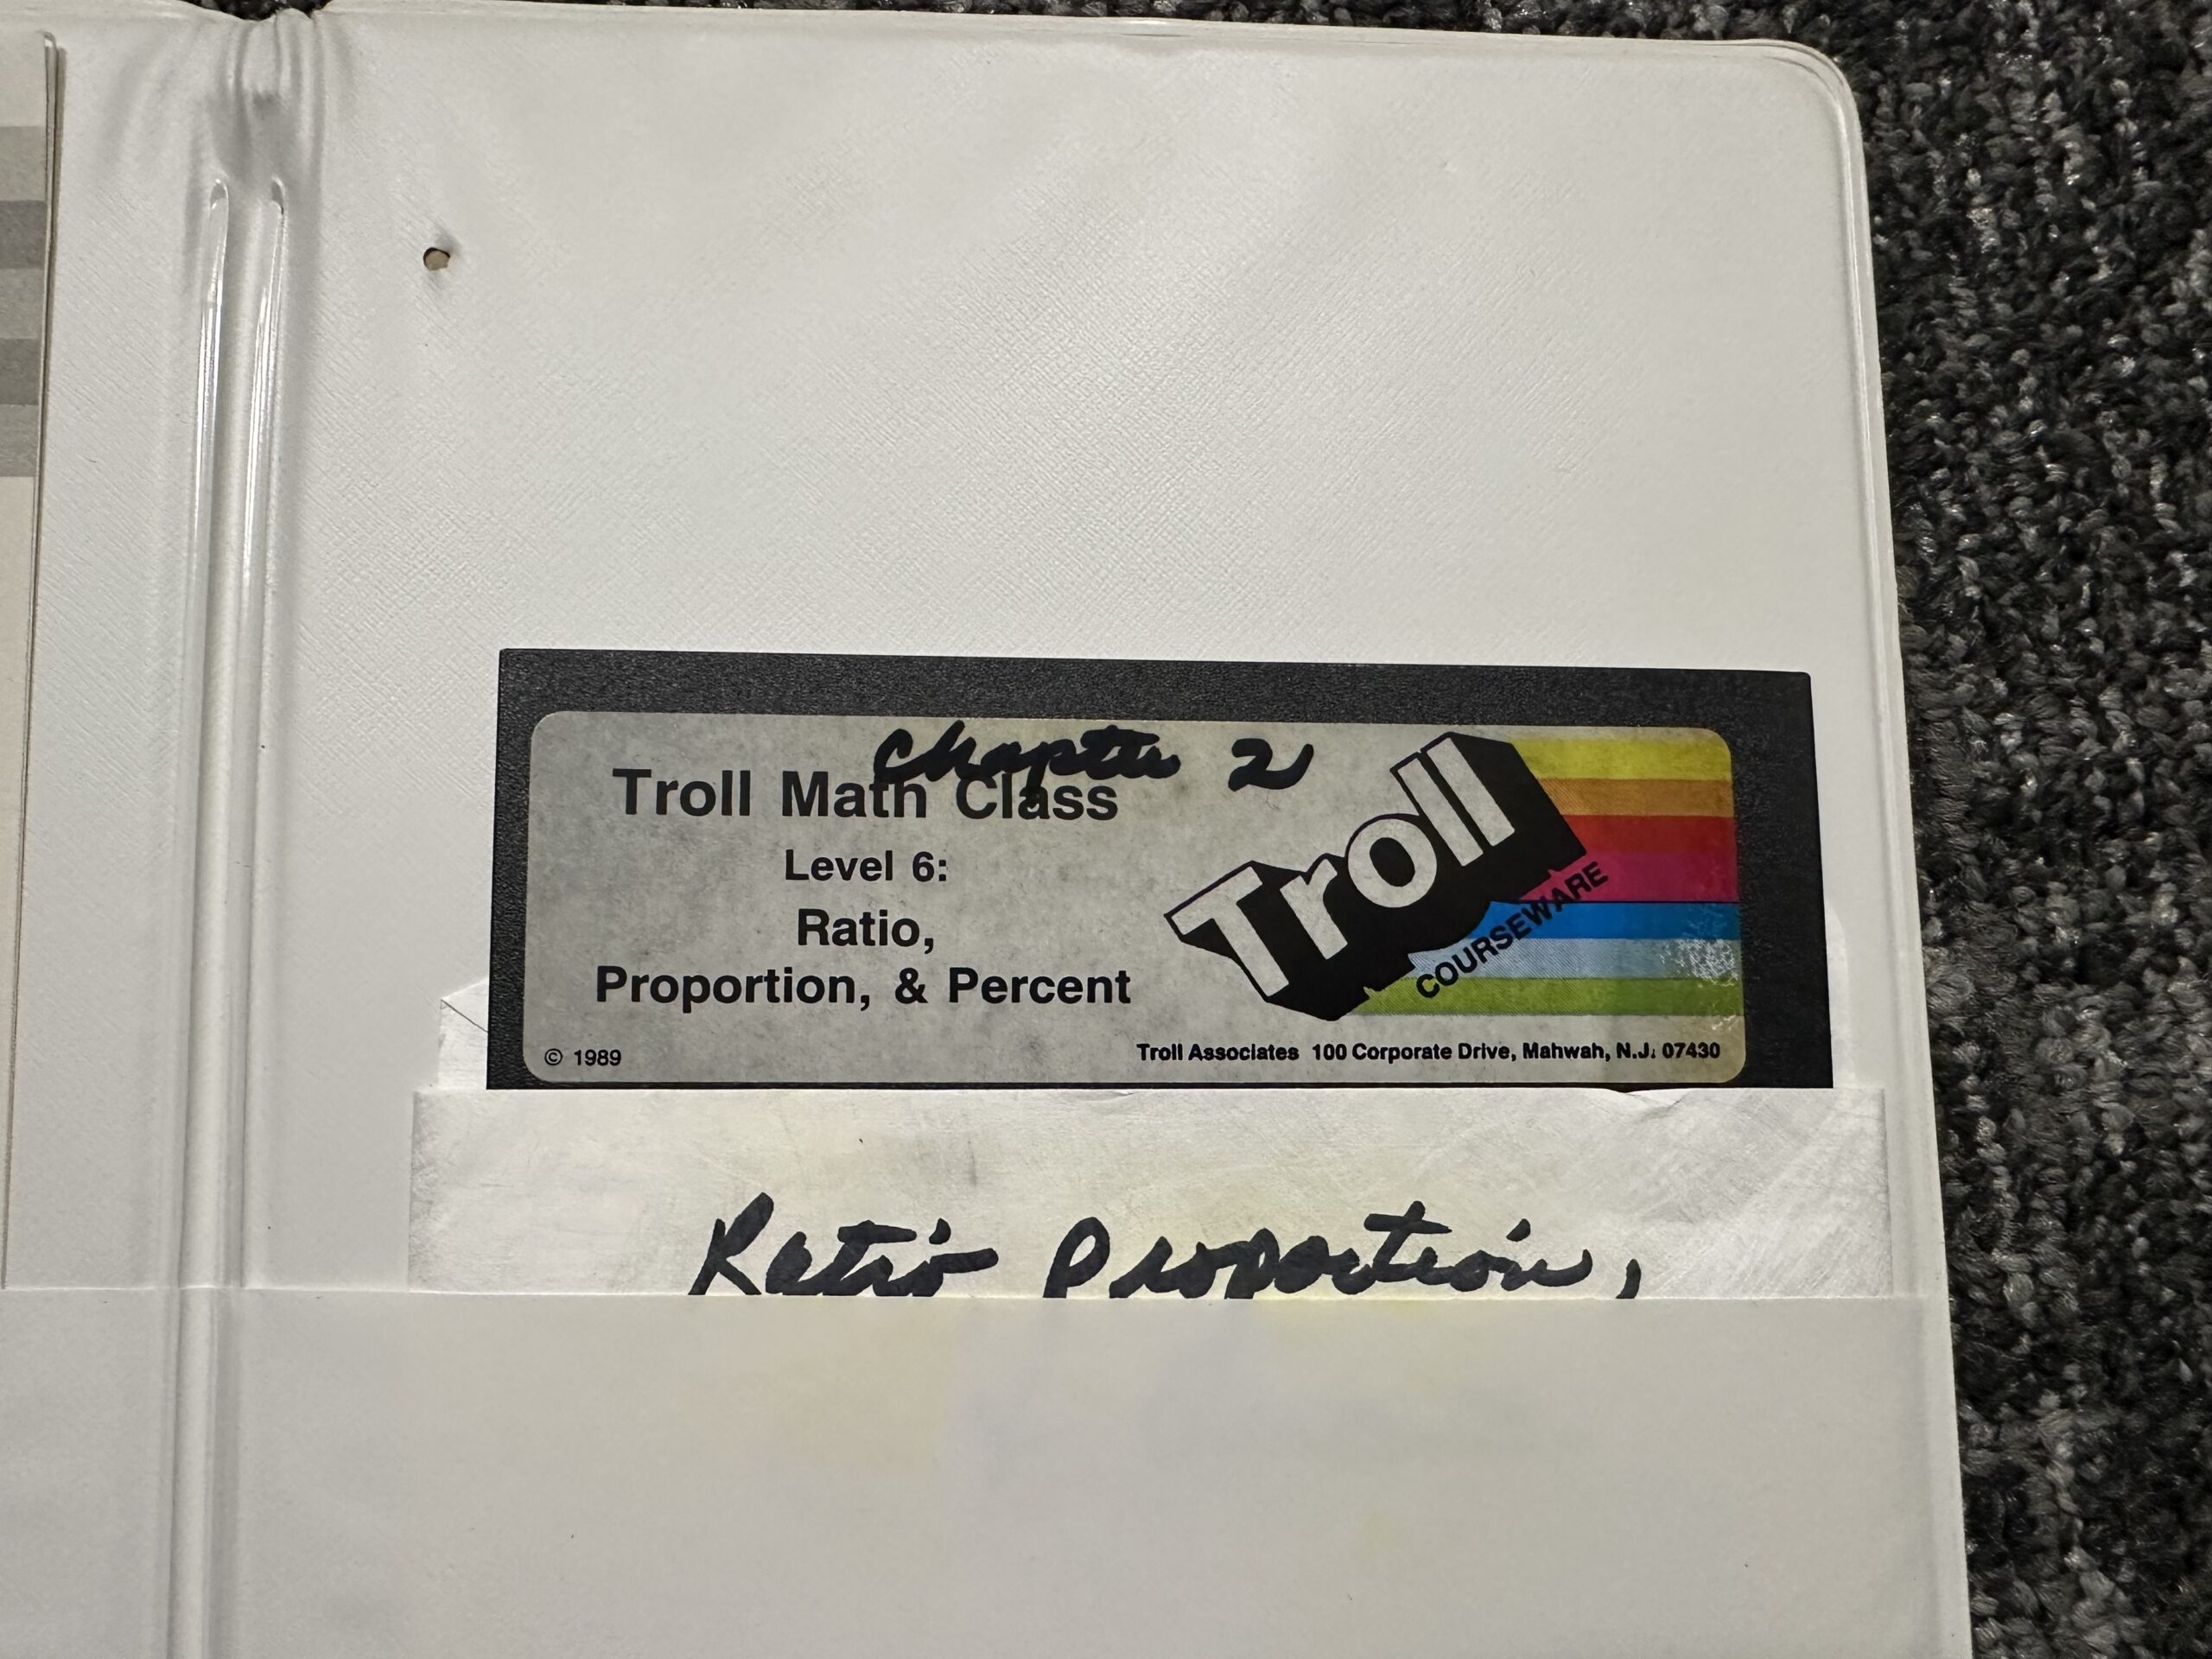 Chapter 2
Troll Math Class
Level 6:
Ratio,
Proportion, & Percent
Troll
COURSEWARE
© 1989
Troll Associates 100 Corporate Drive, Mahwah, N.J. 07430
Ratio Proportion,